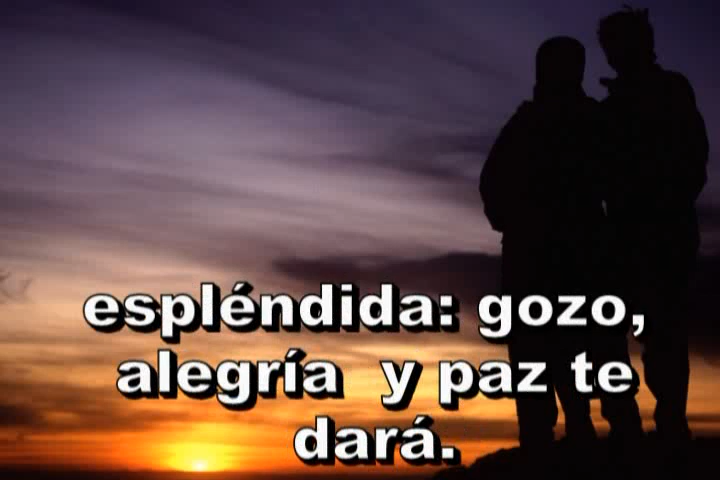 espléndida: gozo,
alegría  y paz te
dará.